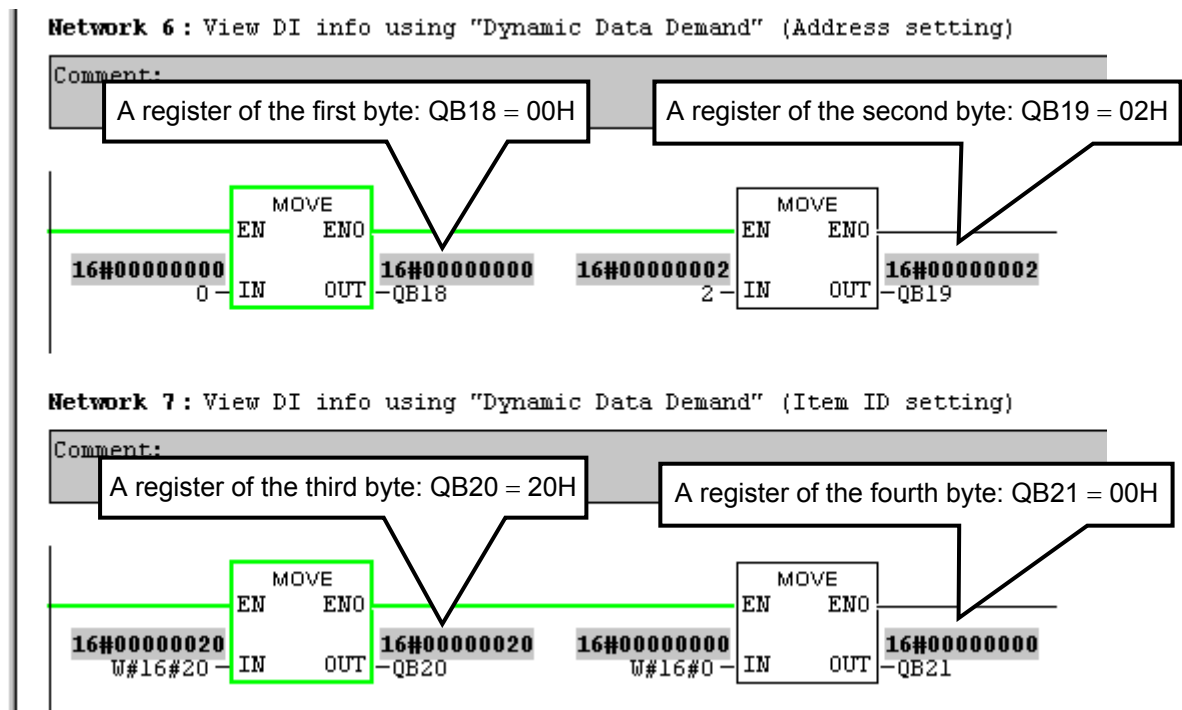 Network 6: View DI info using "Dynamic Data Demand" (Address setting)
Comment:
A register of the first byte: QB18 = 00H
A register of the second byte: QB19 = 02H
MOVE
EN ENO
16#00000000
0
IN OUT
16#00000000
QB18
MOVE
EN ENO
16#00000002
2
IN OUT
16#00000002
QB19
Network 7: View DI info using "Dynamic Data Demand" (Item ID setting)
Comment:
A register of the third byte: QB20 = 20H
A register of the fourth byte: QB21 = 00H
MOVE
EN ENO
16#00000020
W#16#20
IN OUT
16#00000020
QB20
MOVE
EN ENO
16#00000000
W#16#0
IN OUT
16#00000000
QB21